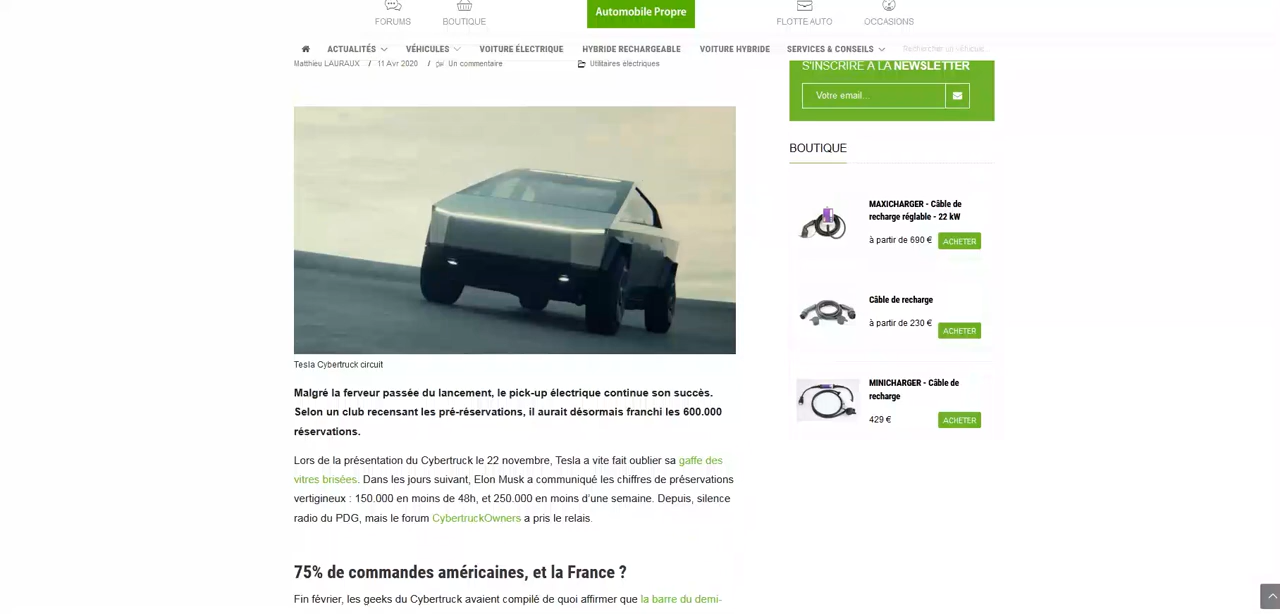 FORUMS
BOUTIQUE
Automobile Propre
FLOTTE AUTO
OCCASIONS
ACTUALITÉS
VÉHICULES
VOITURE ÉLECTRIQUE
HYBRIDE RECHARGEABLE
VOITURE HYBRIDE
SERVICES & CONSEILS
Rechercher un véhicule...
Matthieu LAURAUX / 11 Avr 2020 / Un commentaire
Utilitaires électriques
S'INSCRIRE À LA NEWSLETTER
Votre email...
BOUTIQUE
MAXICHARGER - Câble de
recharge réglable - 22 kW
à partir de 690 €
ACHETER
Câble de recharge
à partir de 230 €
ACHETER
MINICHARGER - Câble de
recharge
429 €
ACHETER
Tesla Cybertruck circuit
Malgré la ferveur passée du lancement, le pick-up électrique continue son succès.
Selon un club recensant les pré-réservations, il aurait désormais franchi les 600.000
réservations.
Lors de la présentation du Cybertruck le 22 novembre, Tesla a vite fait oublier sa gaffe des
vitres brisées. Dans les jours suivant, Elon Musk a communiqué les chiffres de préservations
vertigineux : 150.000 en moins de 48h, et 250.000 en moins d'une semaine. Depuis, silence
radio du PDG, mais le forum CybertruckOwners a pris le relais.
75% de commandes américaines, et la France ?
Fin février, les geeks du Cybertruck avaient compilé de quoi affirmer que la barre du demi-